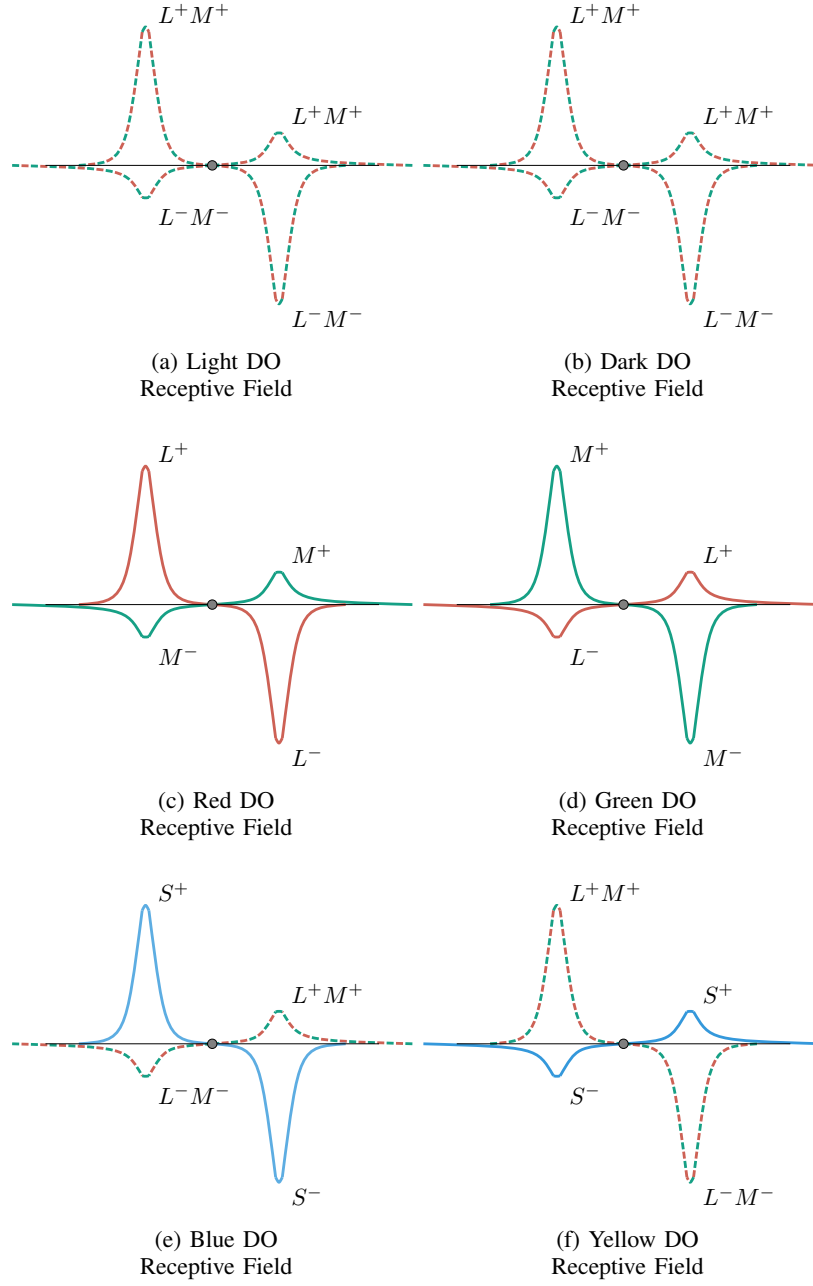 L⁺M⁺
L⁺M⁺
L⁺M⁺
L⁺M⁺
L⁻M⁻
L⁻M⁻
L⁻M⁻
L⁻M⁻
(a) Light DO
Receptive Field
(b) Dark DO
Receptive Field
L⁺
M⁺
M⁺
L⁺
M⁻
L⁻
L⁻
M⁻
(c) Red DO
Receptive Field
(d) Green DO
Receptive Field
S⁺
L⁺M⁺
L⁺M⁺
S⁺
L⁻M⁻
S⁻
S⁻
L⁻M⁻
(e) Blue DO
Receptive Field
(f) Yellow DO
Receptive Field